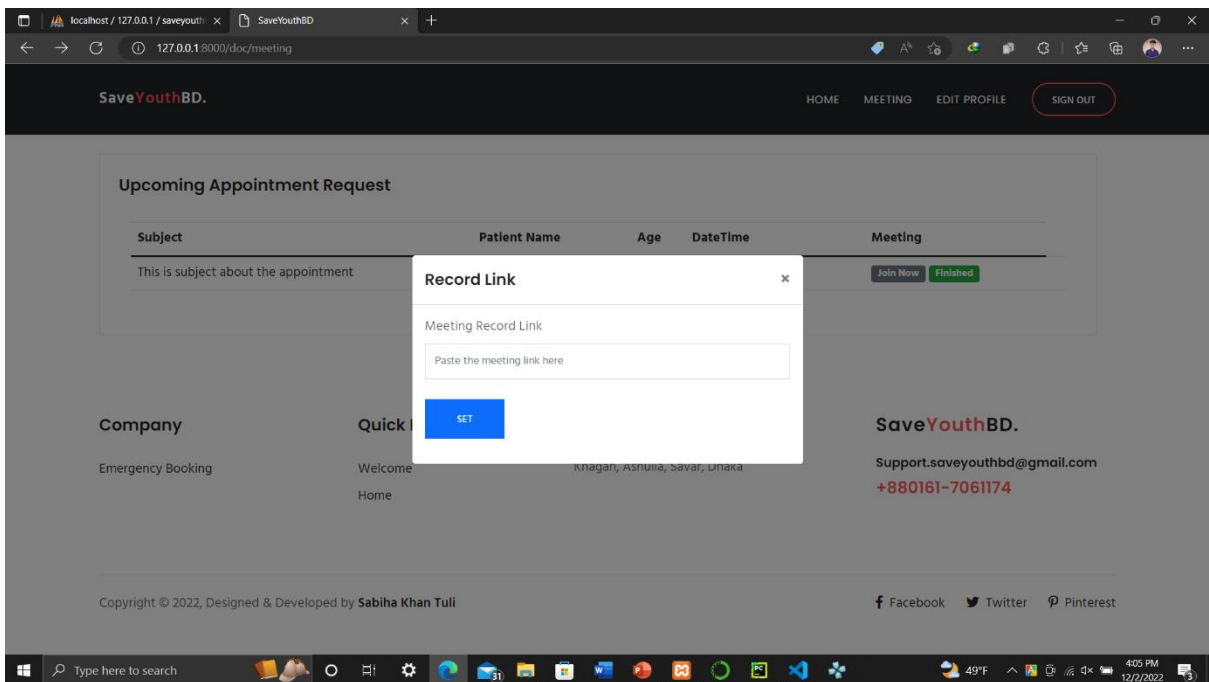 localhost / 127.0.0.1 / saveyouth
SaveYouthBD
127.0.0.1:8000/doc/meeting
SaveYouthBD.
HOME MEETING EDIT PROFILE SIGN OUT
Upcoming Appointment Request
Subject Patient Name Age DateTime Meeting
This is subject about the appointment Join Now Finished
Record Link
Meeting Record Link
Paste the meeting link here
SET
Company Quick SaveYouthBD.
Emergency Booking Welcome Khagan, Ashulia, Savar, Dhaka Support.saveyouthbd@gmail.com
Home +880161-7061174
Copyright © 2022, Designed & Developed by Sabiha Khan Tuli Facebook Twitter Pinterest
Type here to search 31 49°F 4:05 PM
12/2/2022 3